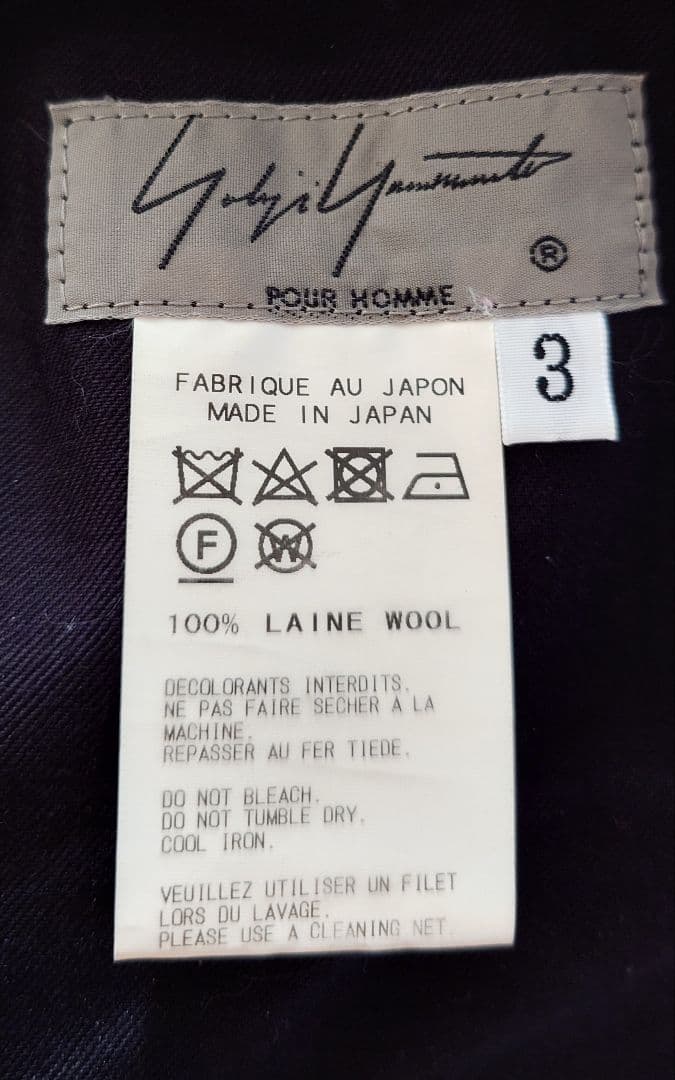 Yohji Yamamoto
®
POUR HOMME
3
FABRIQUE AU JAPON
MADE IN JAPAN
F W
100% LAINE WOOL
DECOLORANTS INTERDITS.
NE PAS FAIRE SECHER A LA
MACHINE.
REPASSER AU FER TIEDE.
DO NOT BLEACH.
DO NOT TUMBLE DRY.
COOL IRON.
VEUILLEZ UTILISER UN FILET
LORS DU LAVAGE.
PLEASE USE A CLEANING NET.